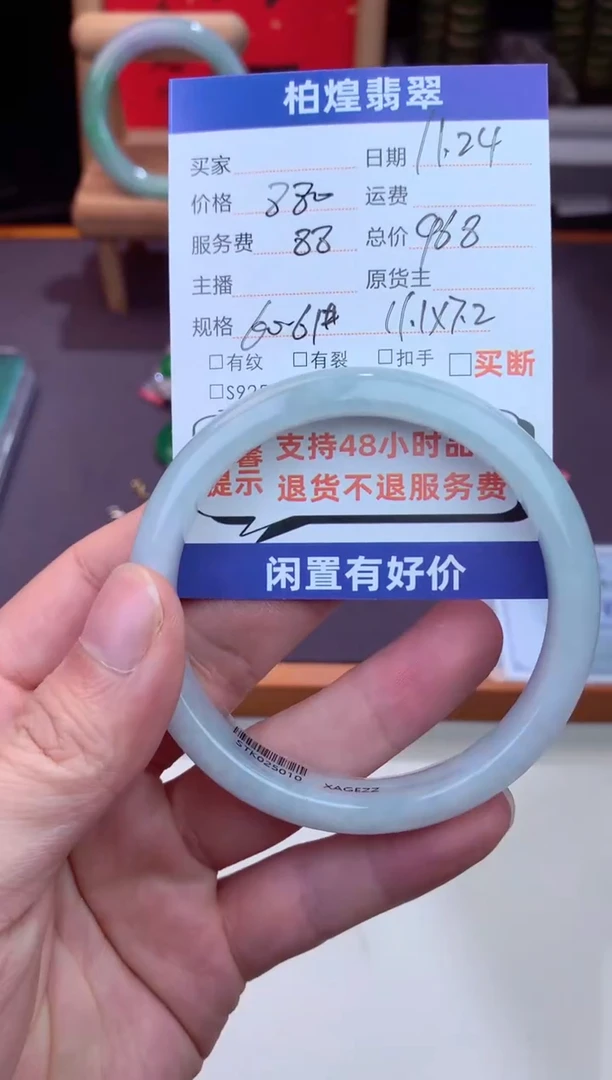 柏煌翡翠
买家 日期 11.24
价格 880 运费
服务费 88 总价 968
主播 原货主
规格 60-61# 11.1X7.2
□有纹 □有裂 □扣手 □买断
□S925
支持48小时品
提示 退货不退服务费
闲置有好价
STK025010 XAGEZZ